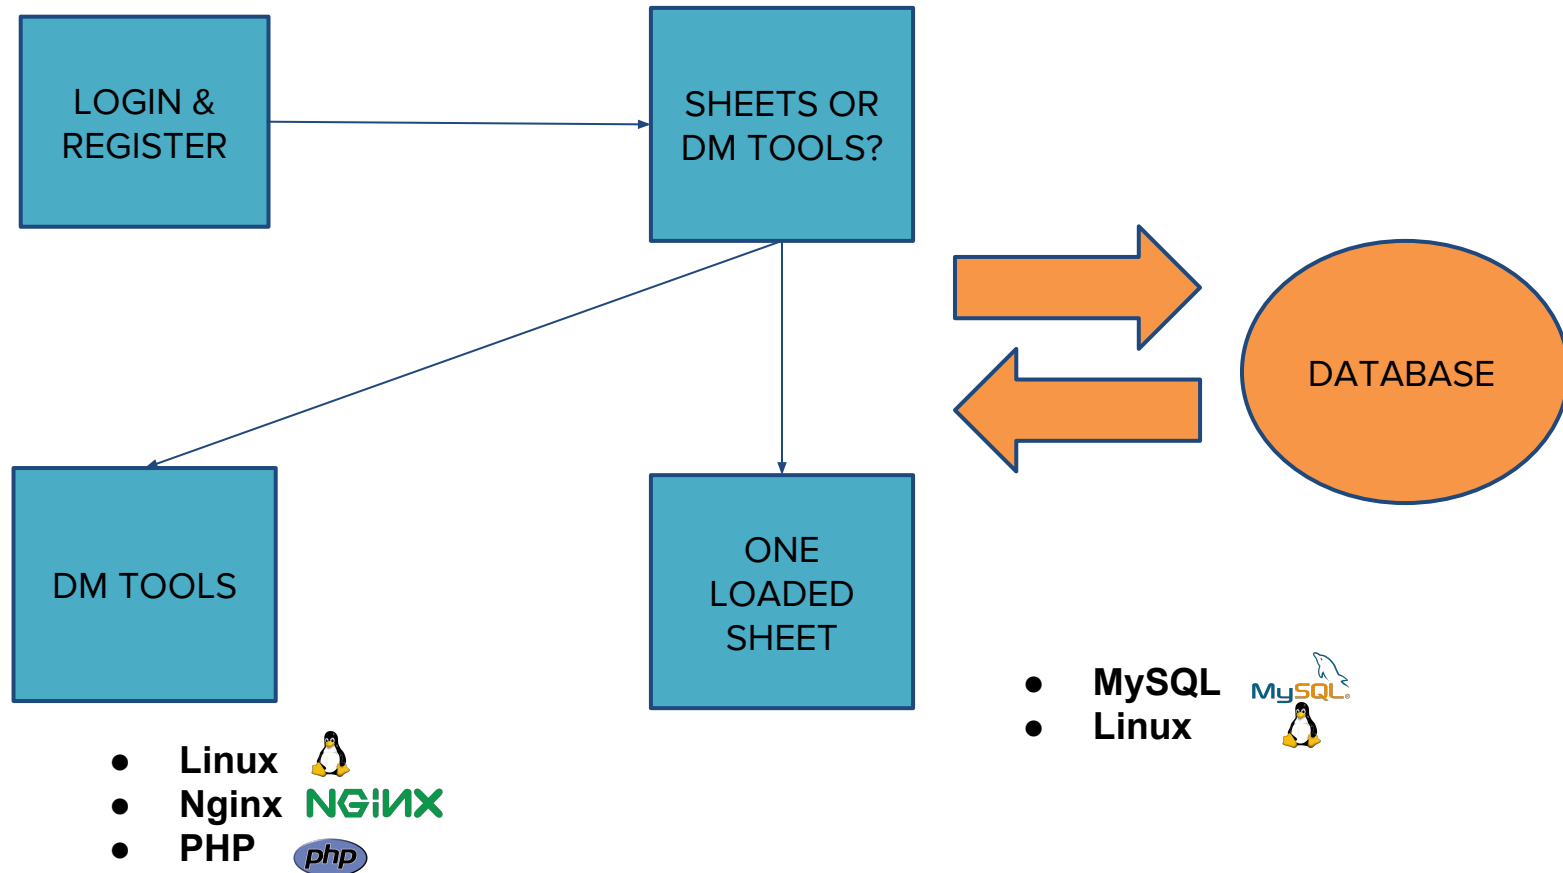 LOGIN &
REGISTER
SHEETS OR
DM TOOLS?
DATABASE
DM TOOLS
ONE
LOADED
SHEET
● MySQL MySQL®
● Linux
● Linux
● Nginx NGiNX
● PHP php